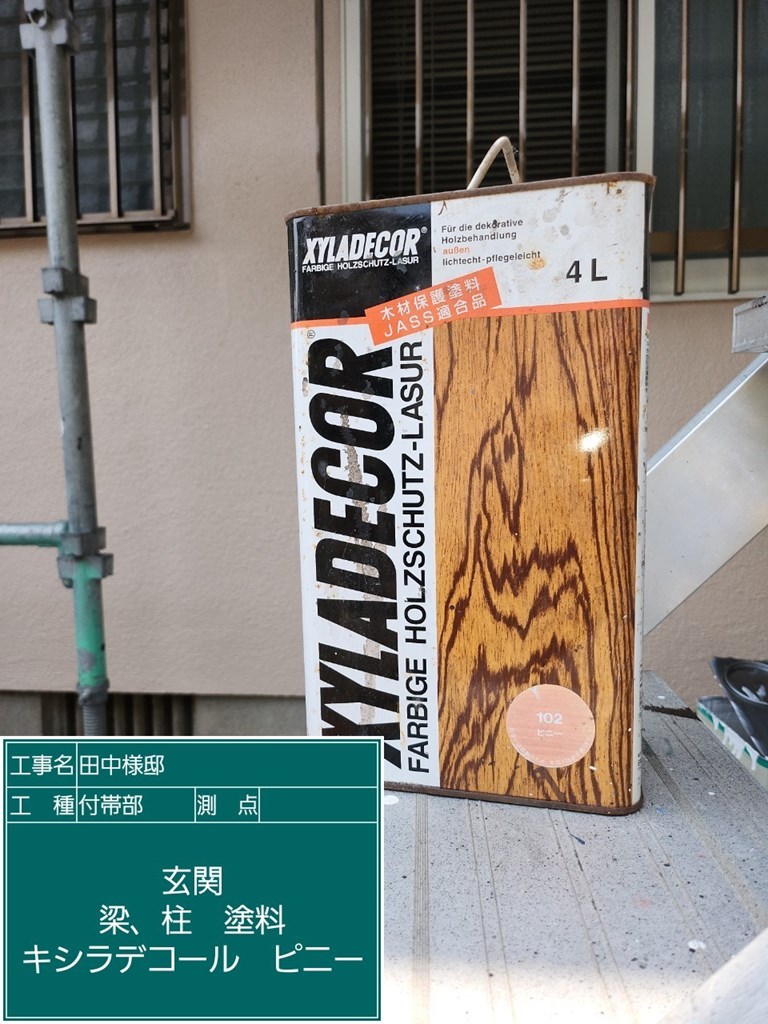 XYLADECOR®
FARBIGE HOLZSCHUTZ-LASUR
Für die dekorative
Holzbehandlung
außen
lichtecht-pflegeleicht
4L
木材保護塗料
JASS適合品
XYLADECOR®
FARBIGE HOLZSCHUTZ-LASUR
102
ピニー
工事名 田中様邸
工 種 付帯部 測 点
玄関
梁、柱 塗料
キシラデコール ピニー